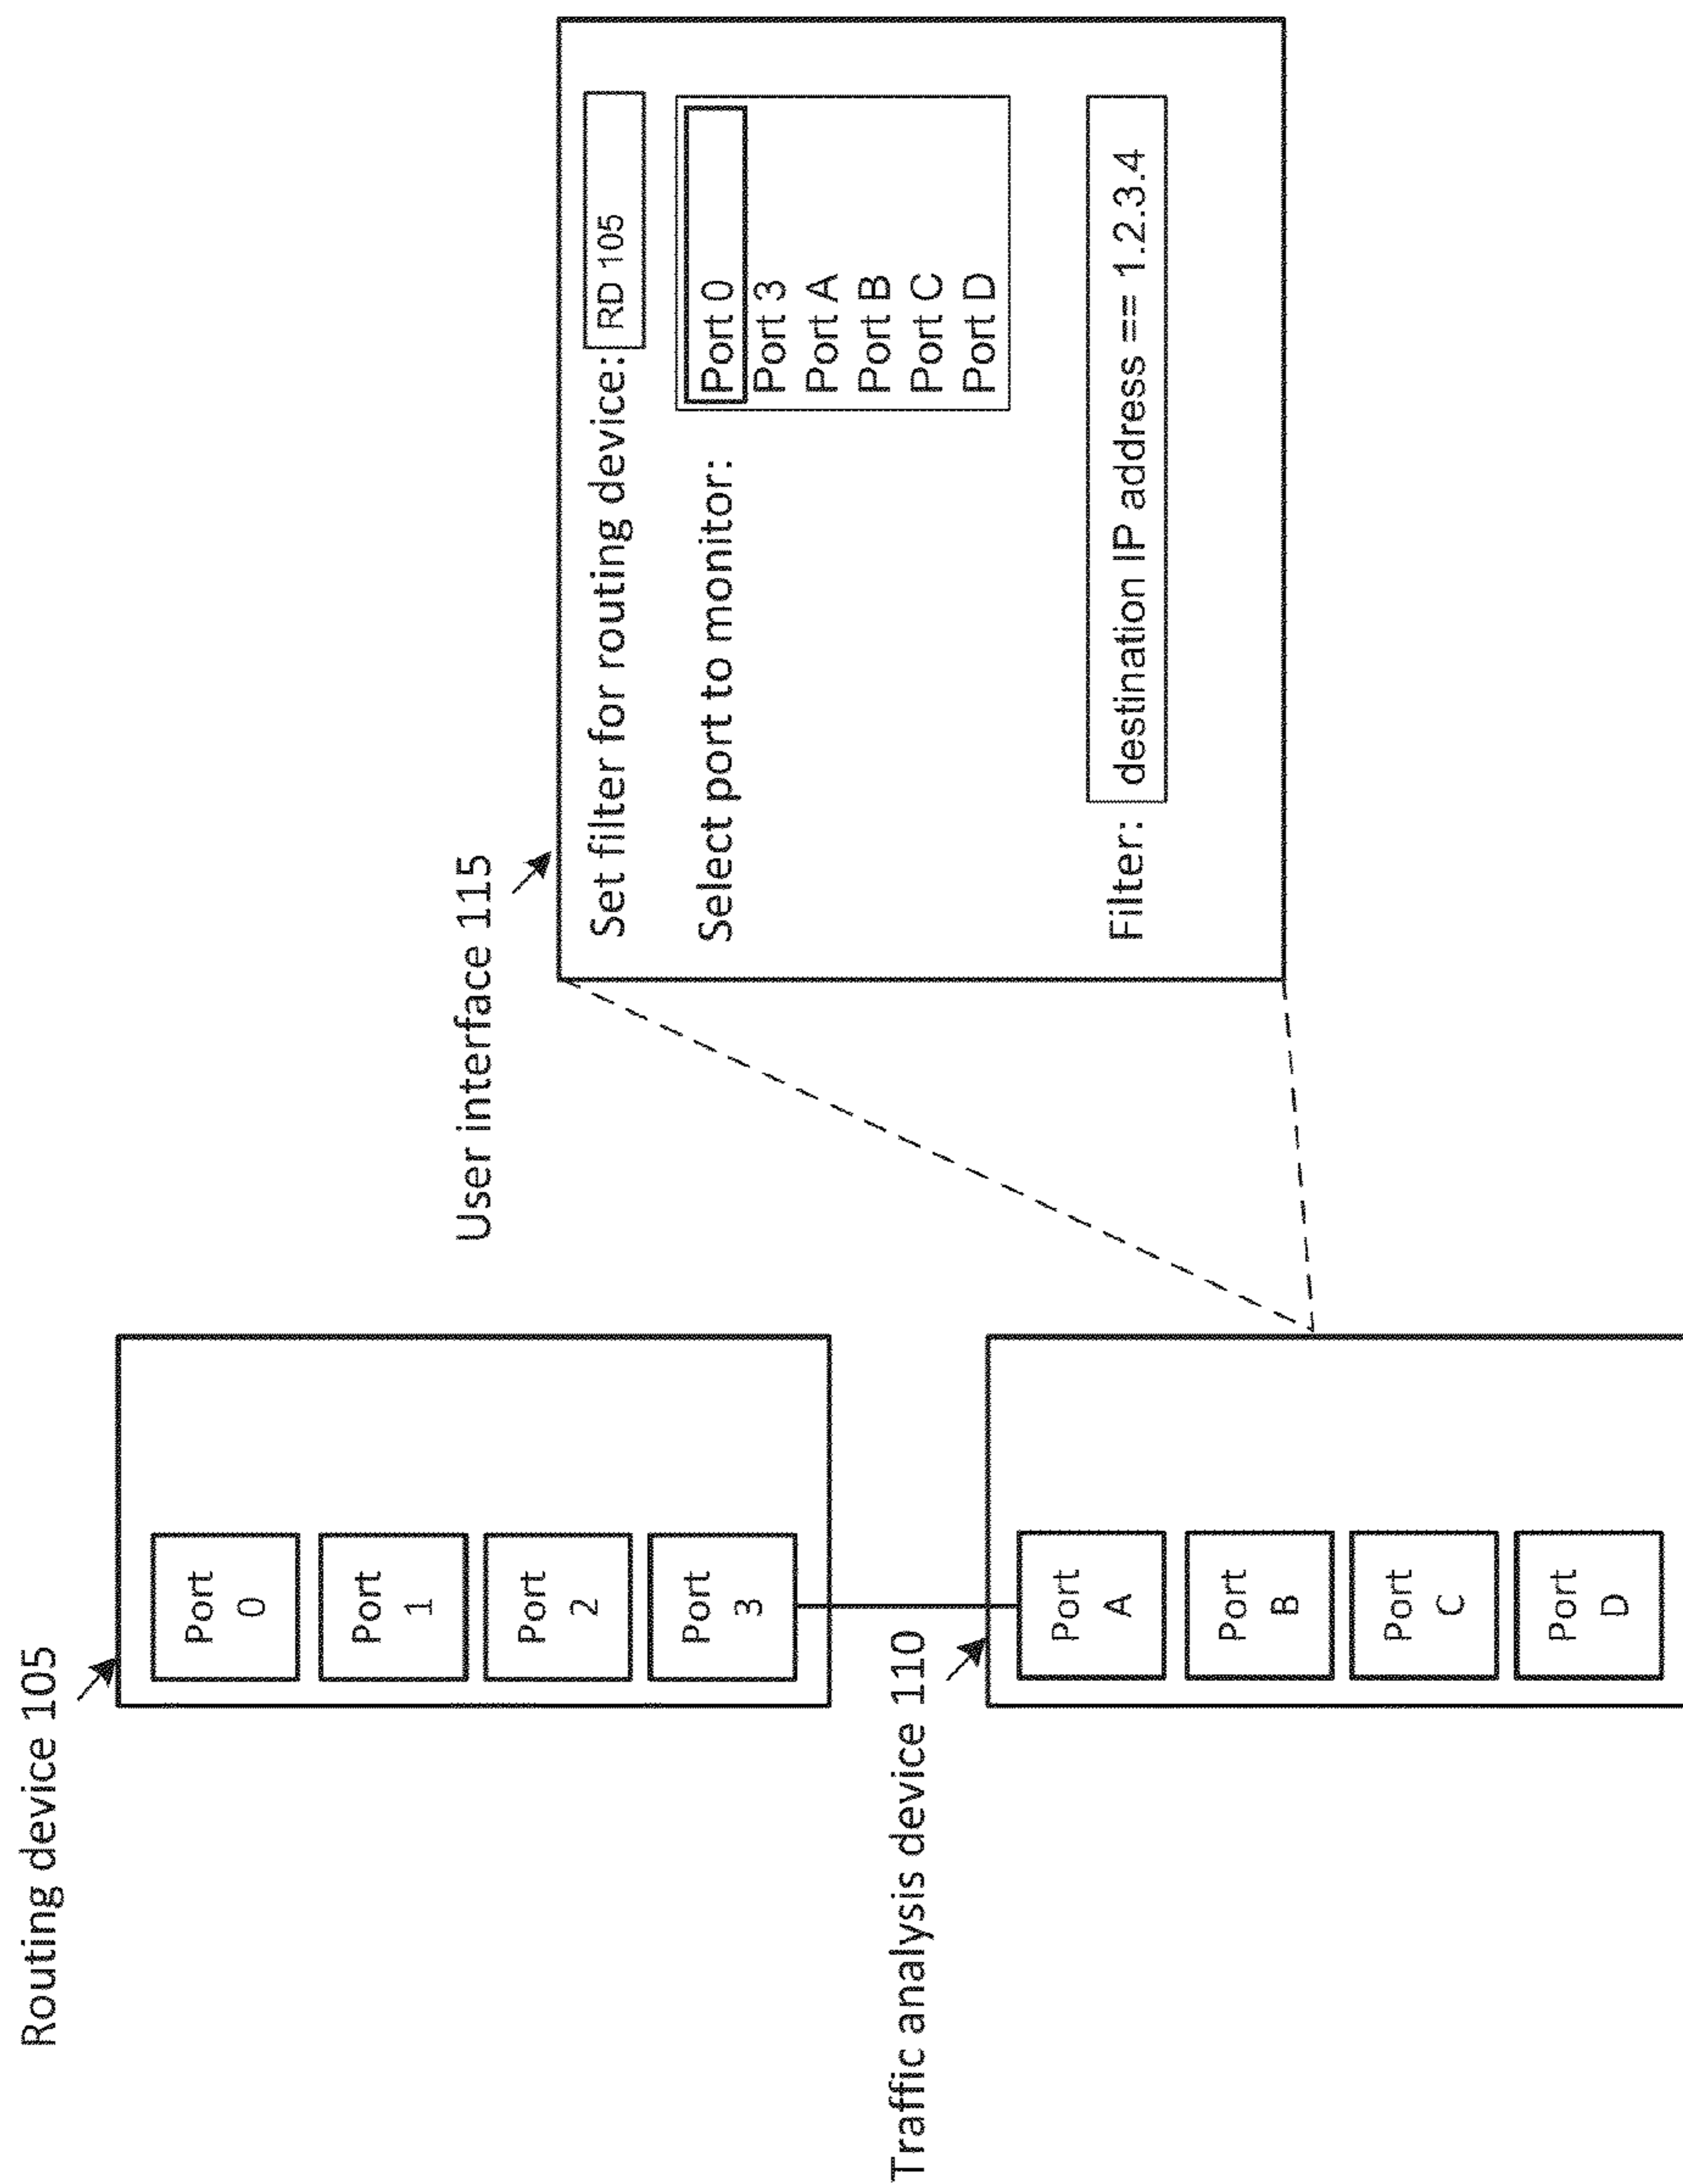 Routing device 105
Port
0
Port
1
Port
2
Port
3
Traffic analysis device 110
Port
A
Port
B
Port
C
Port
D
User interface 115
Set filter for routing device: RD 105
Select port to monitor:
Port 0
Port 3
Port A
Port B
Port C
Port D
Filter: destination IP address == 1.2.3.4